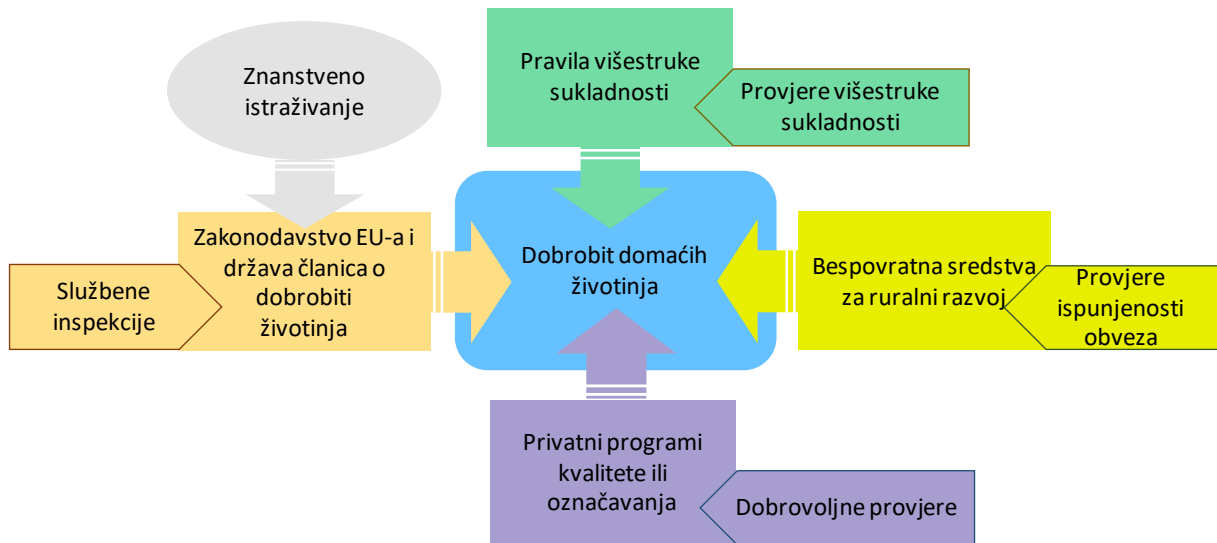 Znanstveno
istraživanje
Pravila višestruke
sukladnosti
Provjere višestruke
sukladnosti
Zakonodavstvo EU-a i
država članica o
dobrobiti
životinja
Službene
inspekcije
Dobrobit domaćih
životinja
Bespovratna sredstva
za ruralni razvoj
Provjere
ispunjenosti
obveza
Privatni programi
kvalitete ili
označavanja
Dobrovoljne provjere